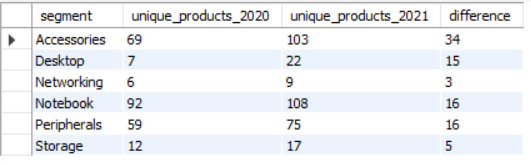 segment unique_products_2020 unique_products_2021 difference
Accessories 69 103 34
Desktop 7 22 15
Networking 6 9 3
Notebook 92 108 16
Peripherals 59 75 16
Storage 12 17 5